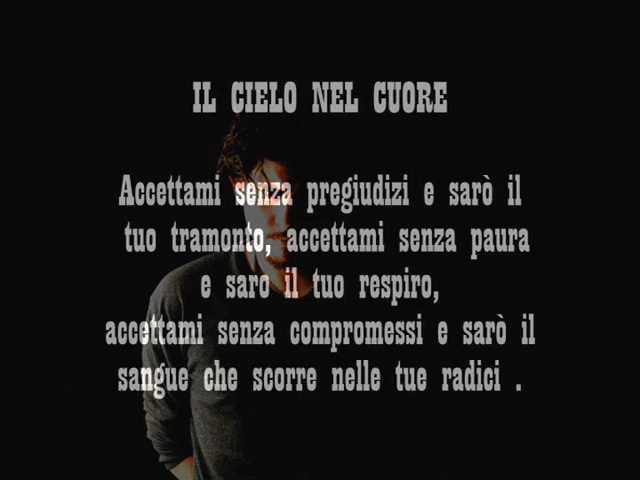 IL CIELO NEL CUORE
Accettami senza pregiudizi e sarò il
tuo tramonto, accettami senza paura
e sarò il tuo respiro,
accettami senza compromessi e sarò il
sangue che scorre nelle tue radici .